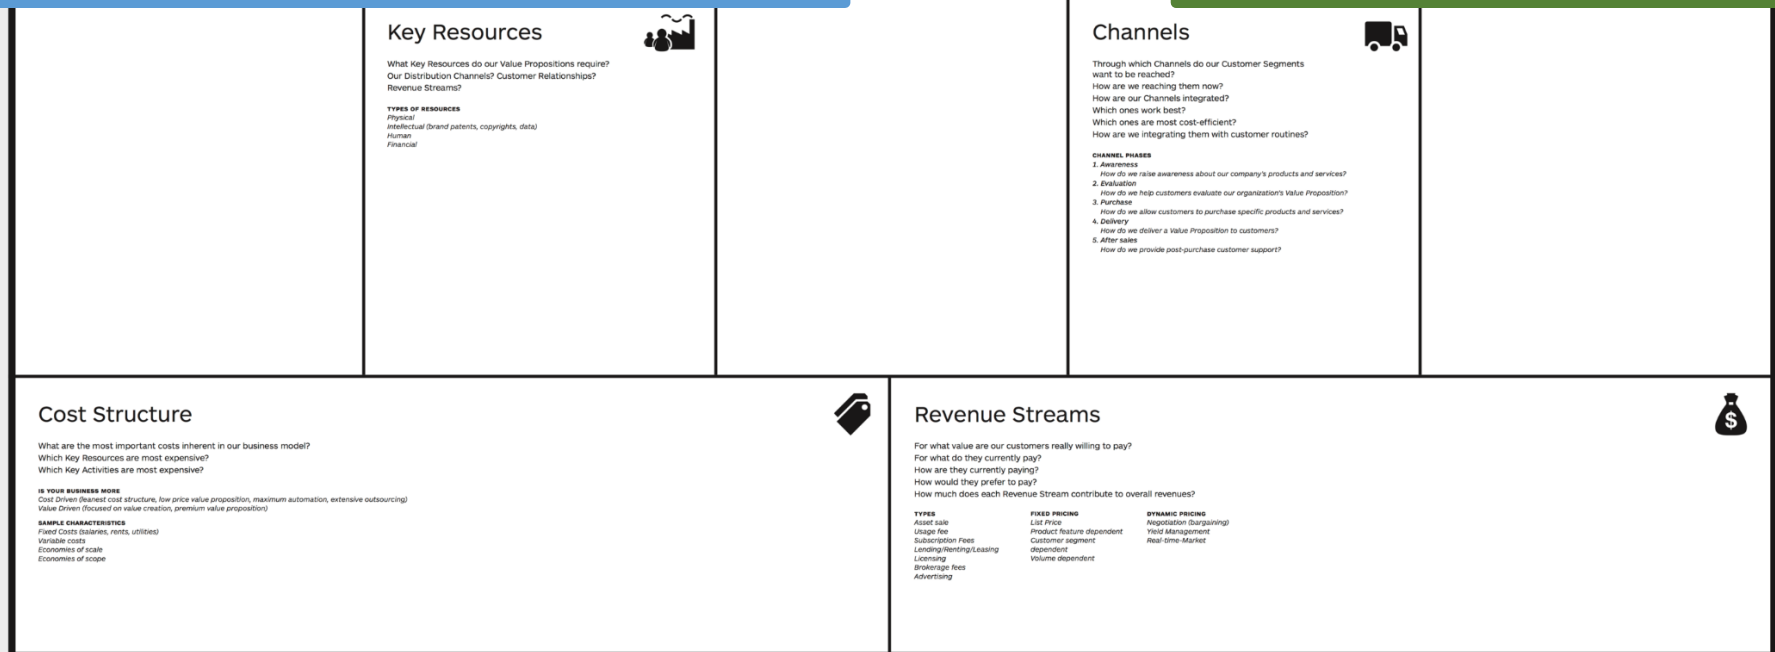 Key Resources
What Key Resources do our Value Propositions require?
Our Distribution Channels? Customer Relationships?
Revenue Streams?
TYPES OF RESOURCES
Physical
Intellectual (brand patents, copyrights, data)
Human
Financial
Channels
Through which Channels do our Customer Segments
want to be reached?
How are we reaching them now?
How are our Channels integrated?
Which ones work best?
Which ones are most cost-efficient?
How are we integrating them with customer routines?
CHANNEL PHASES
1. Awareness
How do we raise awareness about our company's products and services?
2. Evaluation
How do we help customers evaluate our organization's Value Proposition?
3. Purchase
How do we allow customers to purchase specific products and services?
4. Delivery
How do we deliver a Value Proposition to customers?
5. After sales
How do we provide post-purchase customer support?
Cost Structure
What are the most important costs inherent in our business model?
Which Key Resources are most expensive?
Which Key Activities are most expensive?
IS YOUR BUSINESS MORE
Cost Driven (leanest cost structure, low price value proposition, maximum automation, extensive outsourcing)
Value Driven (focused on value creation, premium value proposition)
SAMPLE CHARACTERISTICS
Fixed Costs (salaries, rents, utilities)
Variable costs
Economies of scale
Economies of scope
Revenue Streams
$
For what value are our customers really willing to pay?
For what do they currently pay?
How are they currently paying?
How would they prefer to pay?
How much does each Revenue Stream contribute to overall revenues?
TYPES
Asset sale
Usage fee
Subscription Fees
Lending/Renting/Leasing
Licensing
Brokerage fees
Advertising
FIXED PRICING
List Price
Product feature dependent
Customer segment
dependent
Volume dependent
DYNAMIC PRICING
Negotiation (bargaining)
Yield Management
Real-time-Market